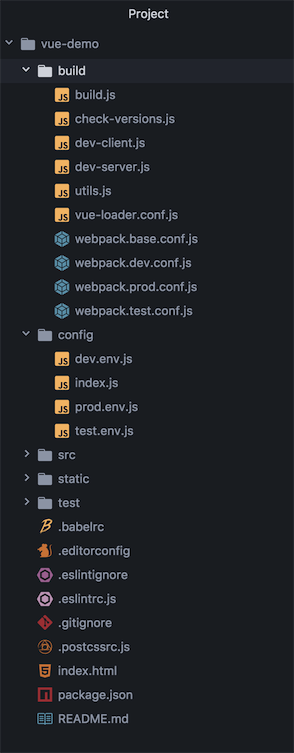 Project
vue-demo
build
build.js
check-versions.js
dev-client.js
dev-server.js
utils.js
vue-loader.conf.js
webpack.base.conf.js
webpack.dev.conf.js
webpack.prod.conf.js
webpack.test.conf.js
config
dev.env.js
index.js
prod.env.js
test.env.js
src
static
test
.babelrc
.editorconfig
.eslintignore
.eslintrc.js
.gitignore
.postcssrc.js
index.html
package.json
README.md